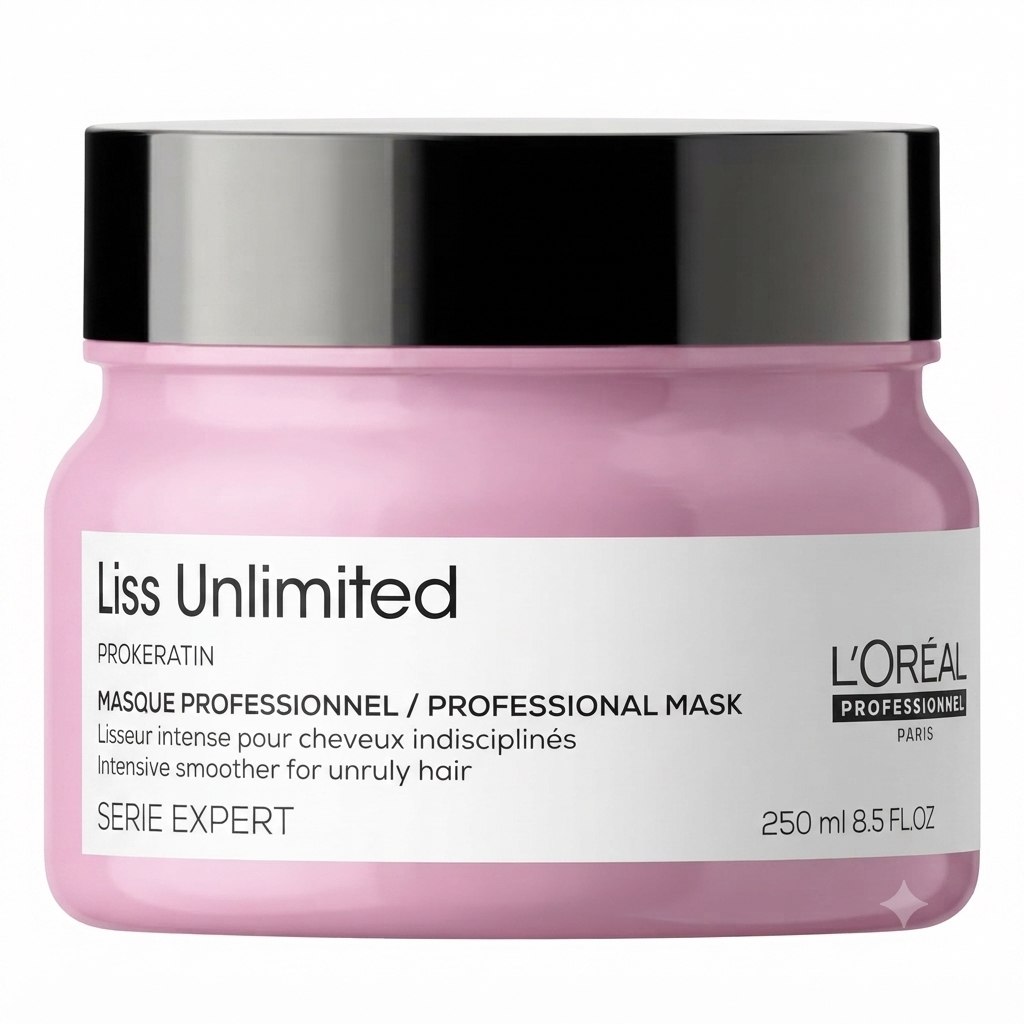 Liss Unlimited
PROKERATIN
MASQUE PROFESSIONNEL / PROFESSIONAL MASK
Lisseur intense pour cheveux indisciplinés
Intensive smoother for unruly hair
SERIE EXPERT
L'ORÉAL
PROFESSIONNEL
PARIS
250 ml 8.5 FL.OZ